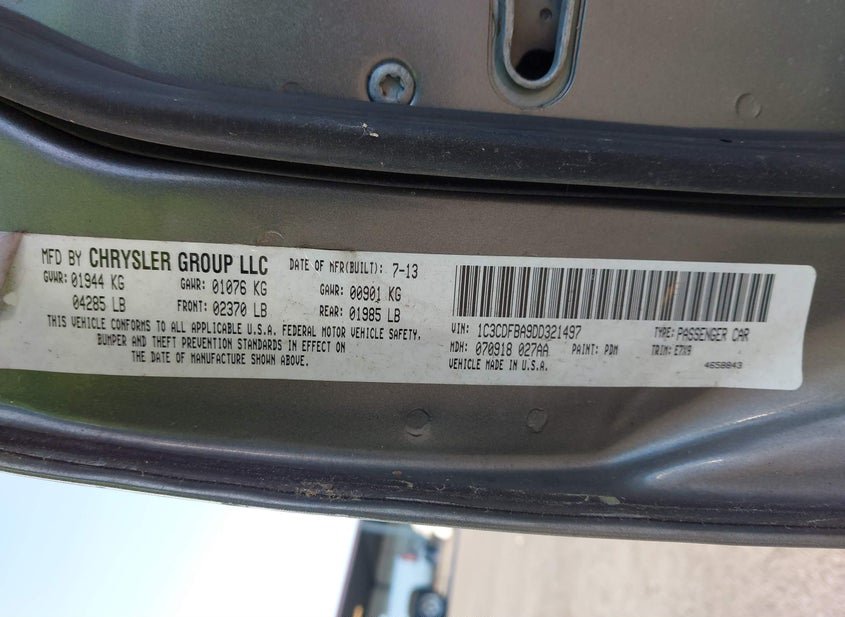 MFD BY CHRYSLER GROUP LLC DATE OF MFR(BUILT): 7-13
GVWR: 01944 KG GAWR: 01076 KG GAWR: 00901 KG
04285 LB FRONT: 02370 LB REAR: 01985 LB
THIS VEHICLE CONFORMS TO ALL APPLICABLE U.S.A. FEDERAL MOTOR VEHICLE SAFETY,
BUMPER AND THEFT PREVENTION STANDARDS IN EFFECT ON
THE DATE OF MANUFACTURE SHOWN ABOVE.
VIN: 1C3CDFBA9DD321497 TYPE: PASSENGER CAR
MDH: 070918 027AA PAINT: PDM TRIM: E7X9
VEHICLE MADE IN U.S.A. 4658843